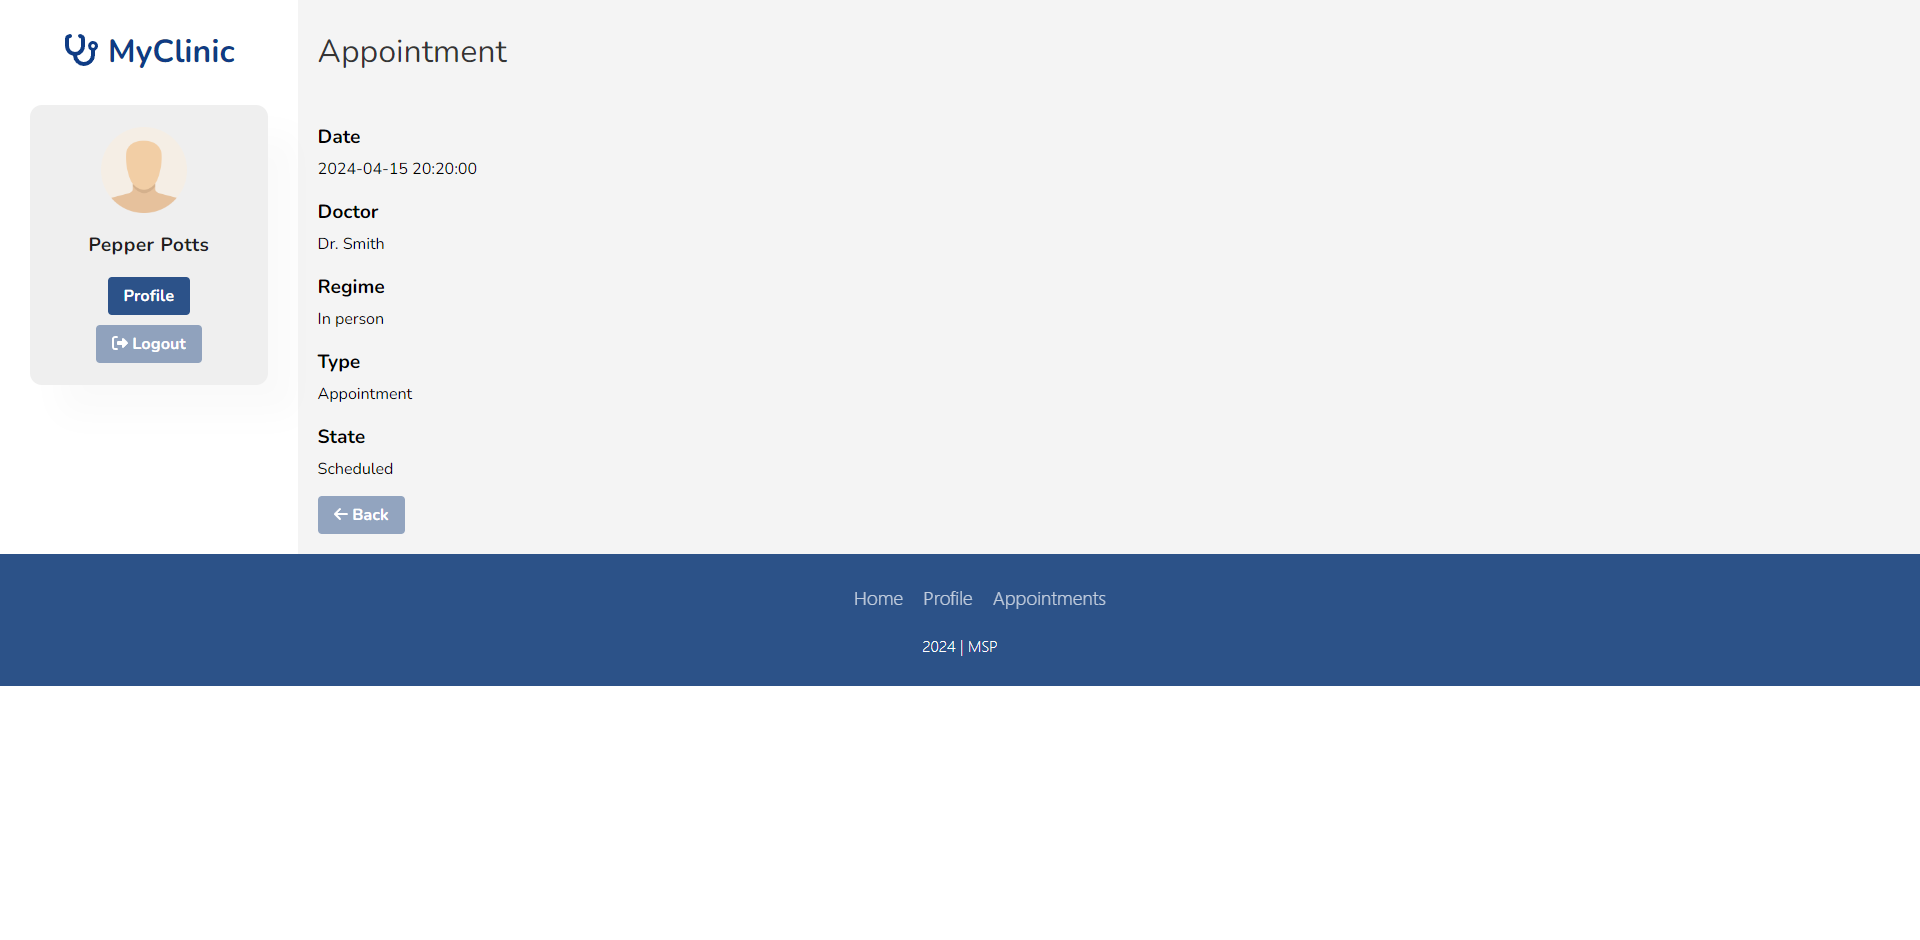 MyClinic
Pepper Potts
Profile
Logout
Appointment
Date
2024-04-15 20:20:00
Doctor
Dr. Smith
Regime
In person
Type
Appointment
State
Scheduled
Back
Home Profile Appointments
2024 | MSP